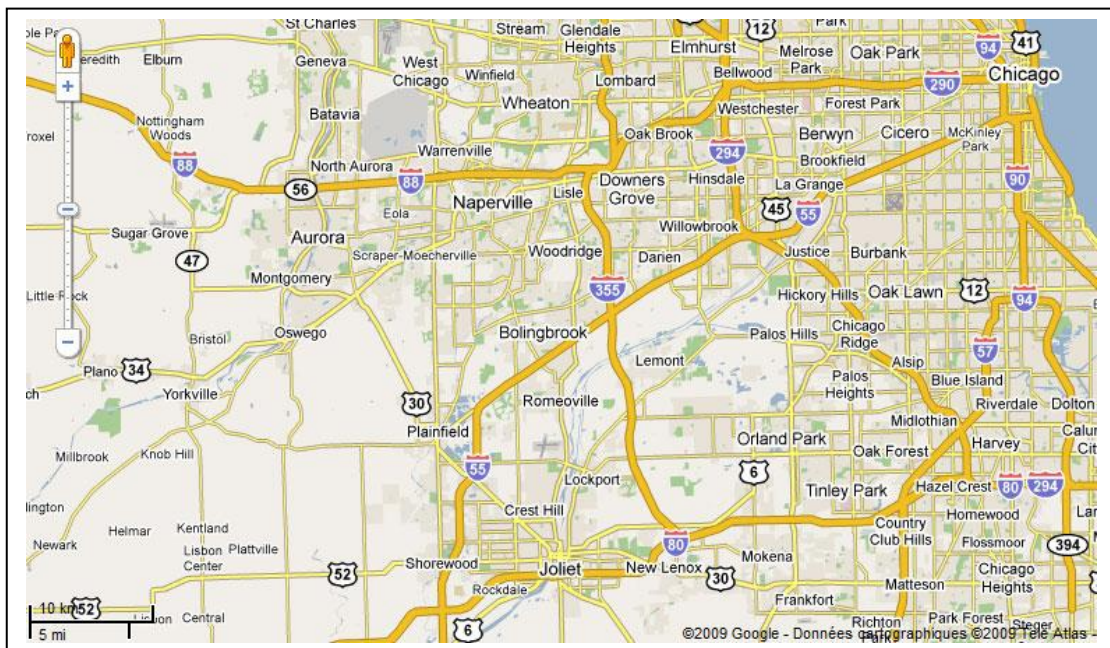 St Charles
Stream
Glendale
Heights
12
Park
94
41
Elburn
Geneva
West
Chicago
Winfield
Elmhurst
Melrose
Park
Oak Park
Chicago
Lombard
Bellwood
290
Nottingham
Woods
Batavia
Wheaton
Westchester
Forest Park
Oak Brook
Berwyn
Cicero
McKinley
Park
88
North Aurora
Warrenville
294
Brookfield
56
88
Lisle
Downers
Grove
Hinsdale
La Grange
90
Eola
Naperville
45
55
Sugar Grove
Aurora
Willowbrook
47
Scraper-Moecherville
Woodridge
Darien
Justice
Burbank
Montgomery
355
Hickory Hills
Oak Lawn
12
94
Little Rock
Bristol
Oswego
Bolingbrook
Palos Hills
Chicago
Ridge
57
Plano
34
Lemont
Alsip
Yorkville
30
Romeoville
Palos
Heights
Blue Island
Riverdale
Dolton
Plainfield
Midlothian
Millbrook
Knob Hill
55
Orland Park
Oak Forest
Harvey
Lockport
6
Tinley Park
Hazel Crest
80
294
Helmar
Kentland
Crest Hill
Country
Club Hills
Homewood
Newark
Lisbon
Center
Plattville
80
Mokena
Flossmoor
394
52
Shorewood
Joliet
New Lenox
30
Matteson
Chicago
Heights
Rockdale
Frankfort
10 km
52
Central
6
Richton
Park
Park Forest
Steger
5 mi
©2009 Google - Données cartographiques ©2009 Tele Atlas -